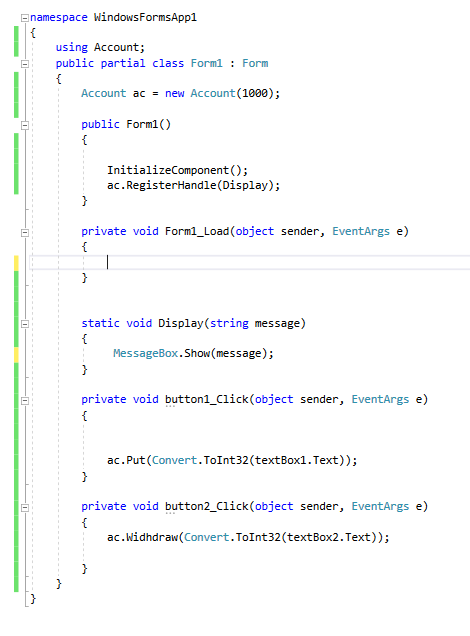 namespace WindowsFormsApp1
{
    using Account;
    public partial class Form1 : Form
    {
        Account ac = new Account(1000);

        public Form1()
        {

            InitializeComponent();
            ac.RegisterHandle(Display);
        }

        private void Form1_Load(object sender, EventArgs e)
        {

        }


        static void Display(string message)
        {
             MessageBox.Show(message);
        }

        private void button1_Click(object sender, EventArgs e)
        {


            ac.Put(Convert.ToInt32(textBox1.Text));
        }

        private void button2_Click(object sender, EventArgs e)
        {
            ac.Widhdraw(Convert.ToInt32(textBox2.Text));

        }
    }
}